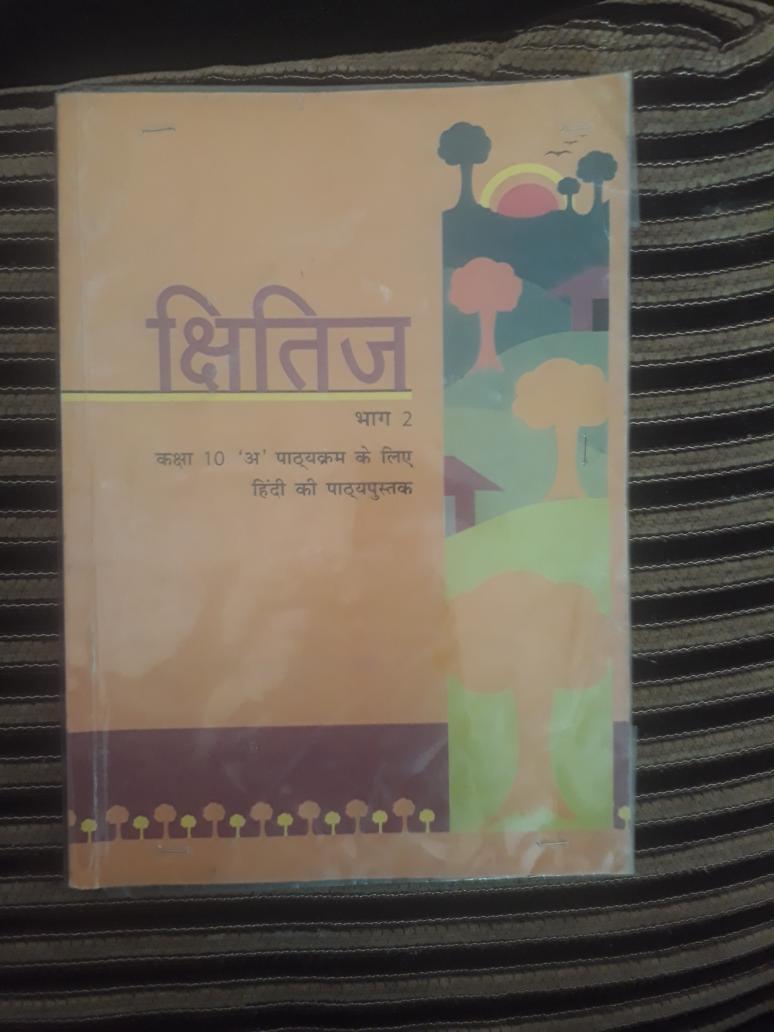 क्षितिज
भाग 2
कक्षा 10 'अ' पाठ्यक्रम के लिए
हिंदी की पाठ्यपुस्तक